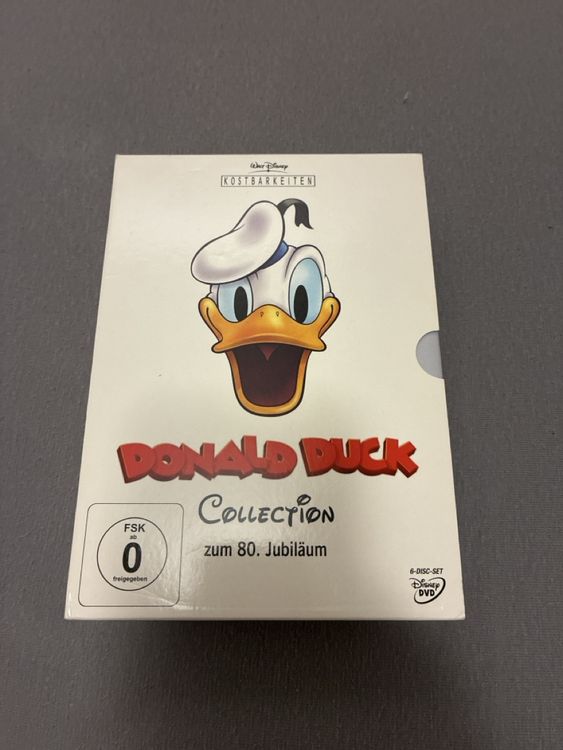 WALT DISNEY
KOSTBARKEITEN
DONALD DUCK
COLLECTION
zum 80. Jubiläum
FSK
ab
0
freigegeben
6-DISC-SET
Disney
DVD